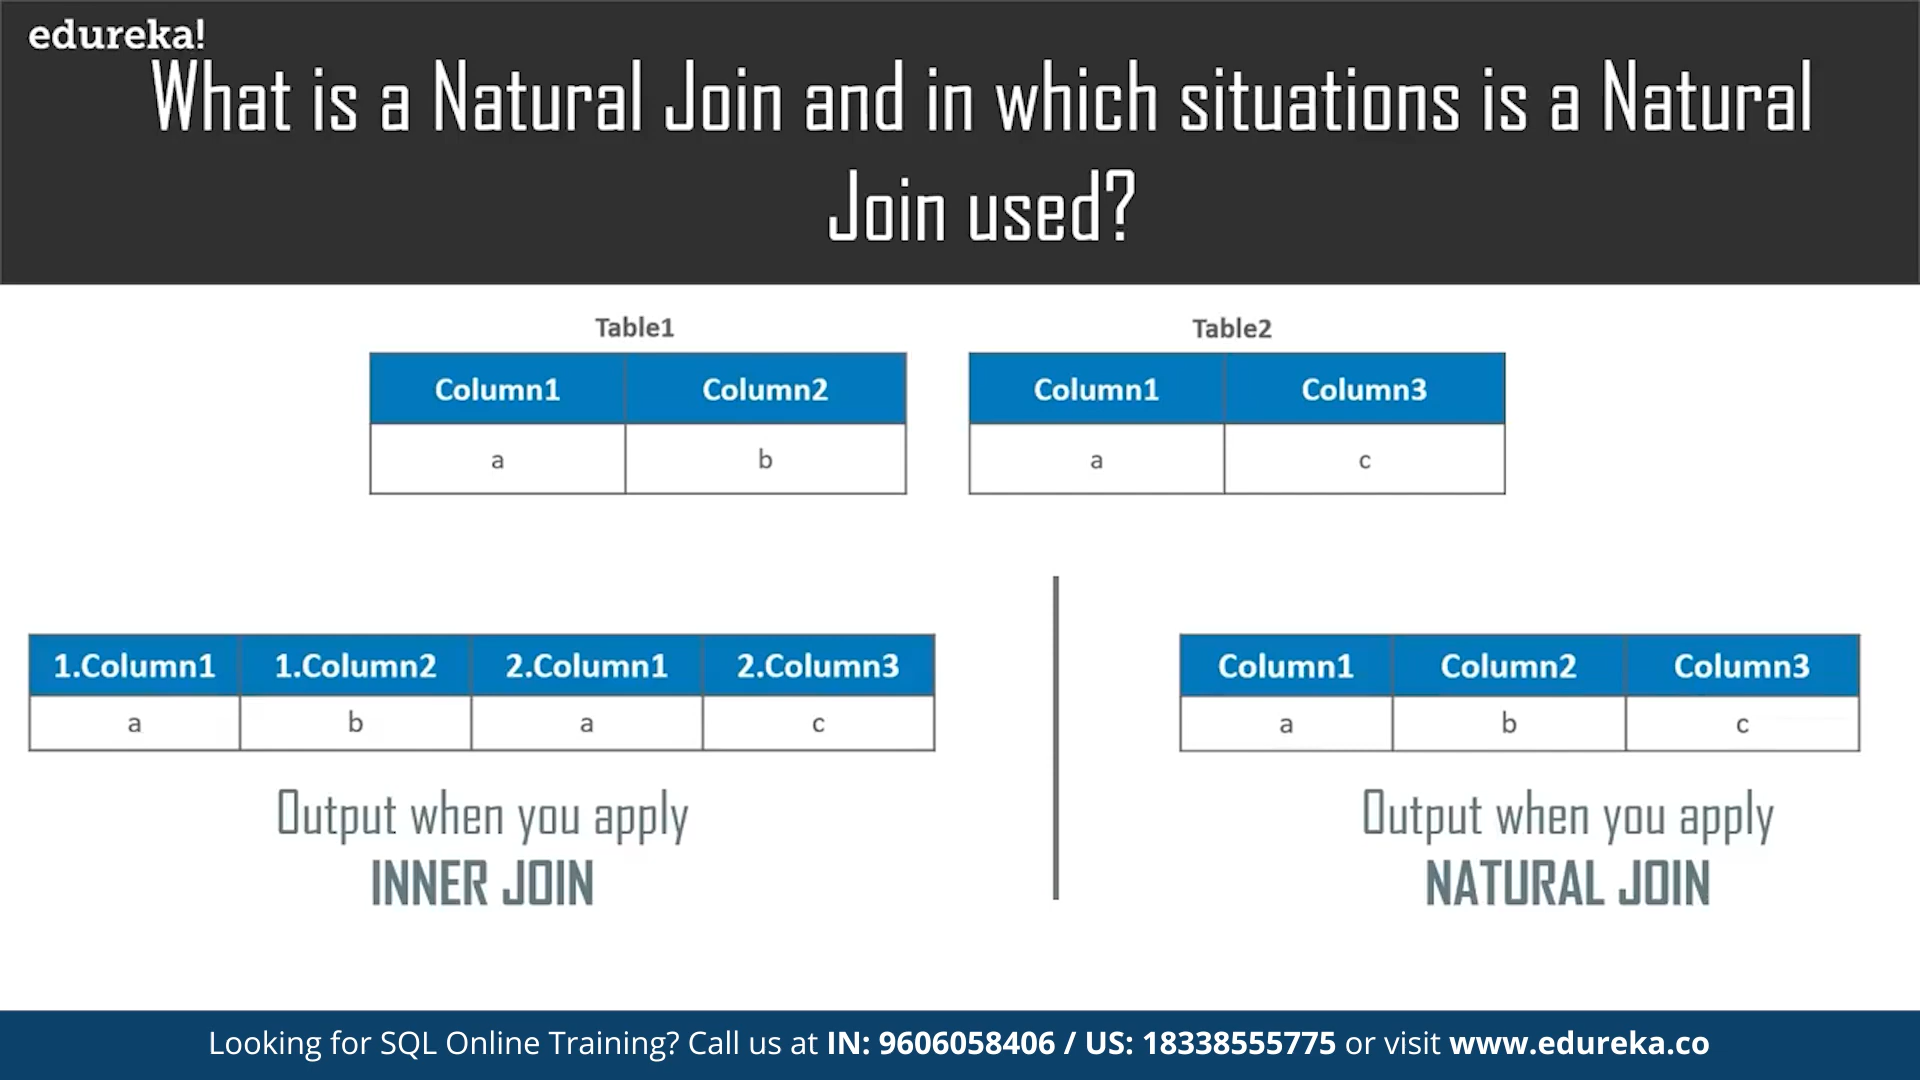 edureka!
What is a Natural Join and in which situations is a Natural
Join used?
Table1 Table2
Column1 Column2 Column1 Column3
a b a c
1.Column1 1.Column2 2.Column1 2.Column3 Column1 Column2 Column3
a b a c a b c
Output when you apply Output when you apply
INNER JOIN NATURAL JOIN
Looking for SQL Online Training? Call us at IN: 9606058406 / US: 18338555775 or visit www.edureka.co